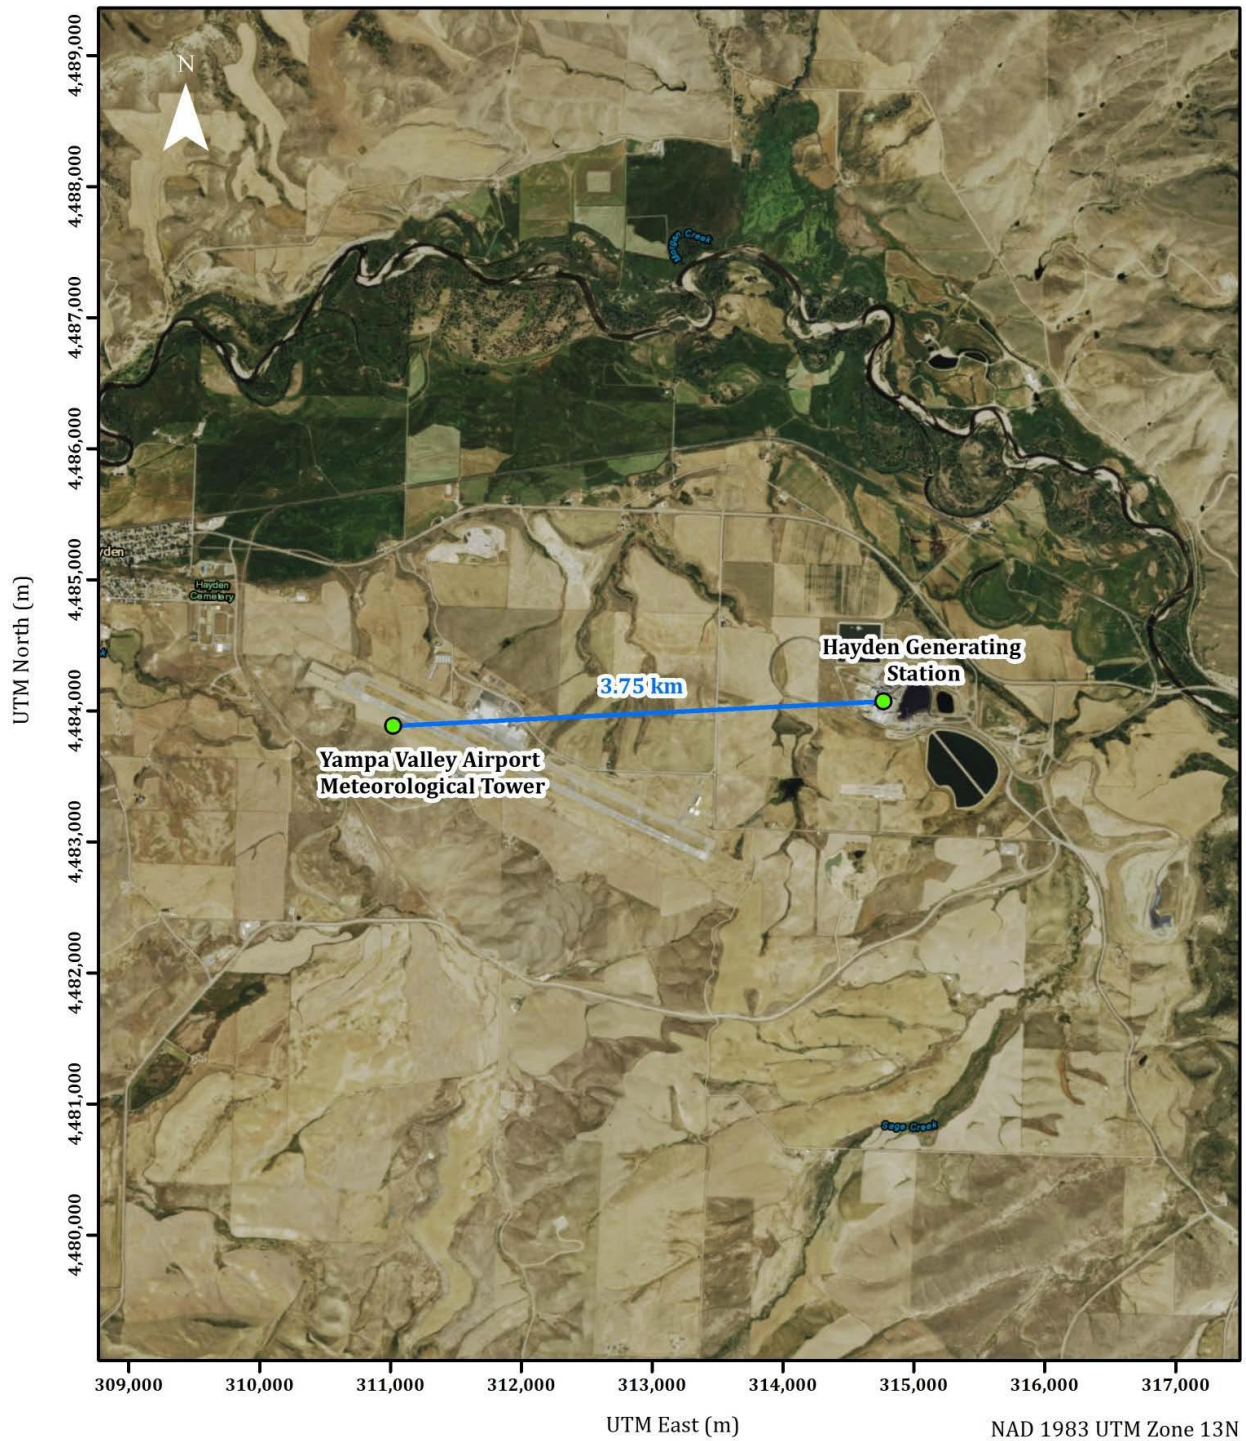 N
4,489,000
4,488,000
Morgan Creek
4,487,000
4,486,000
yden
4,485,000
Hayden
Cemetery
UTM North (m)
Hayden Generating
Station
3.75 km
4,484,000
Yampa Valley Airport
Meteorological Tower
4,483,000
4,482,000
4,481,000
Sage Creek
4,480,000
309,000 310,000 311,000 312,000 313,000 314,000 315,000 316,000 317,000
UTM East (m)
NAD 1983 UTM Zone 13N